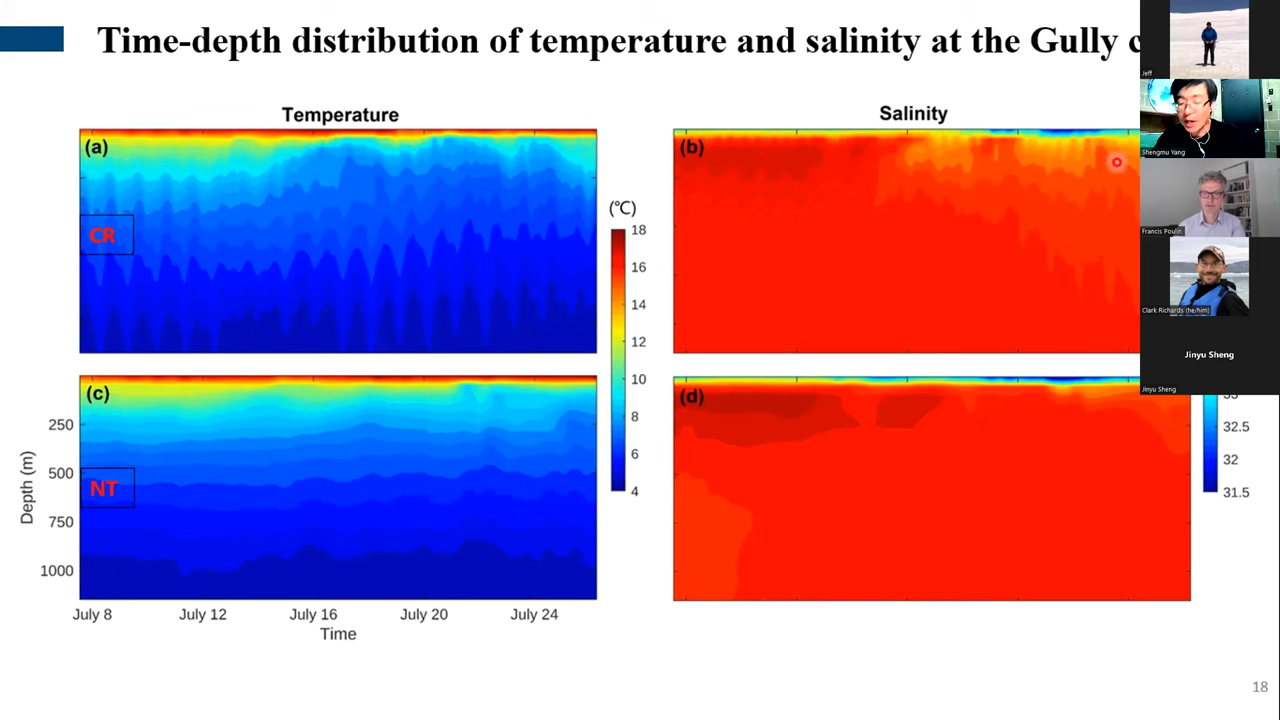 Time-depth distribution of temperature and salinity at the Gully
Jeff
Shengmu Yang
Francis Poulin
Clark Richards (he/him)
Jinyu Sheng
Jinyu Sheng
Temperature
Salinity
(a)
(b)
CR
(℃)
18
16
14
12
10
8
6
4
(c)
(d)
NT
Depth (m)
250
500
750
1000
July 8
July 12
July 16
July 20
July 24
Time
32.5
32
31.5
18